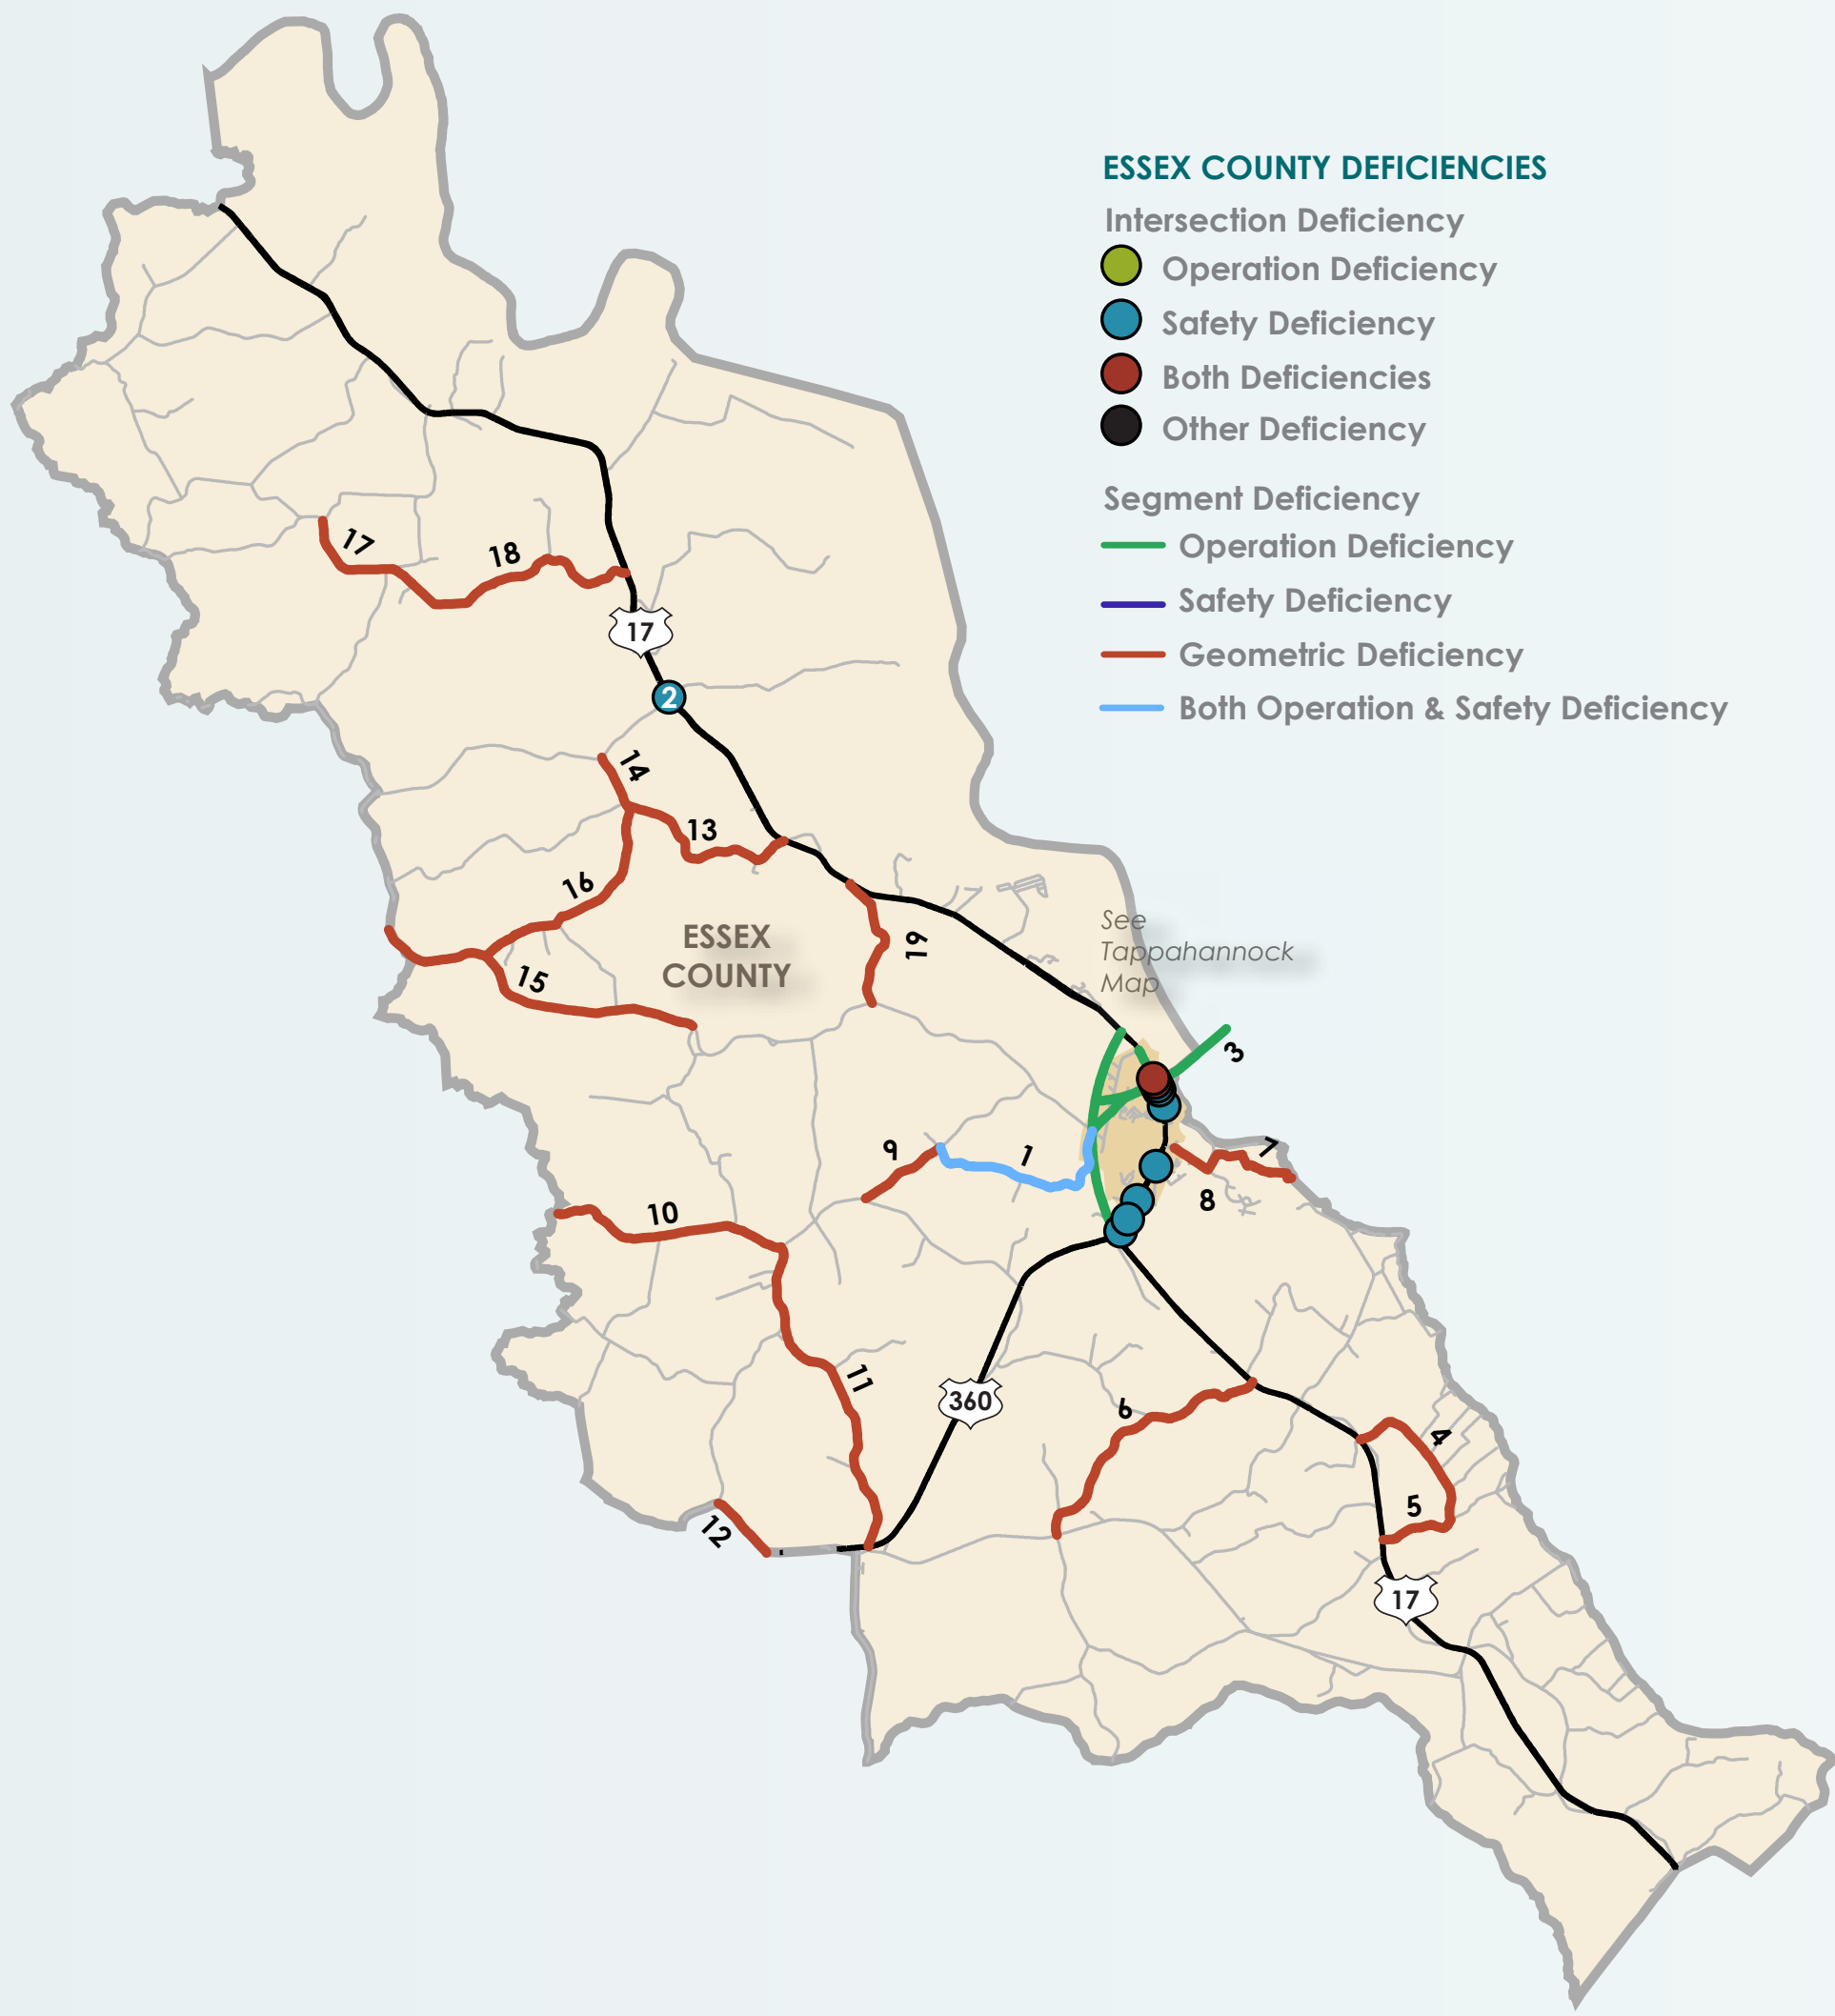 ESSEX COUNTY DEFICIENCIES
Intersection Deficiency
Operation Deficiency
Safety Deficiency
Both Deficiencies
Other Deficiency
Segment Deficiency
Operation Deficiency
Safety Deficiency
Geometric Deficiency
Both Operation & Safety Deficiency
17
18
17
2
14
13
16
19
ESSEX
COUNTY
15
See
Tappahannock
Map
3
9
1
7
8
10
11
360
6
4
5
12
17